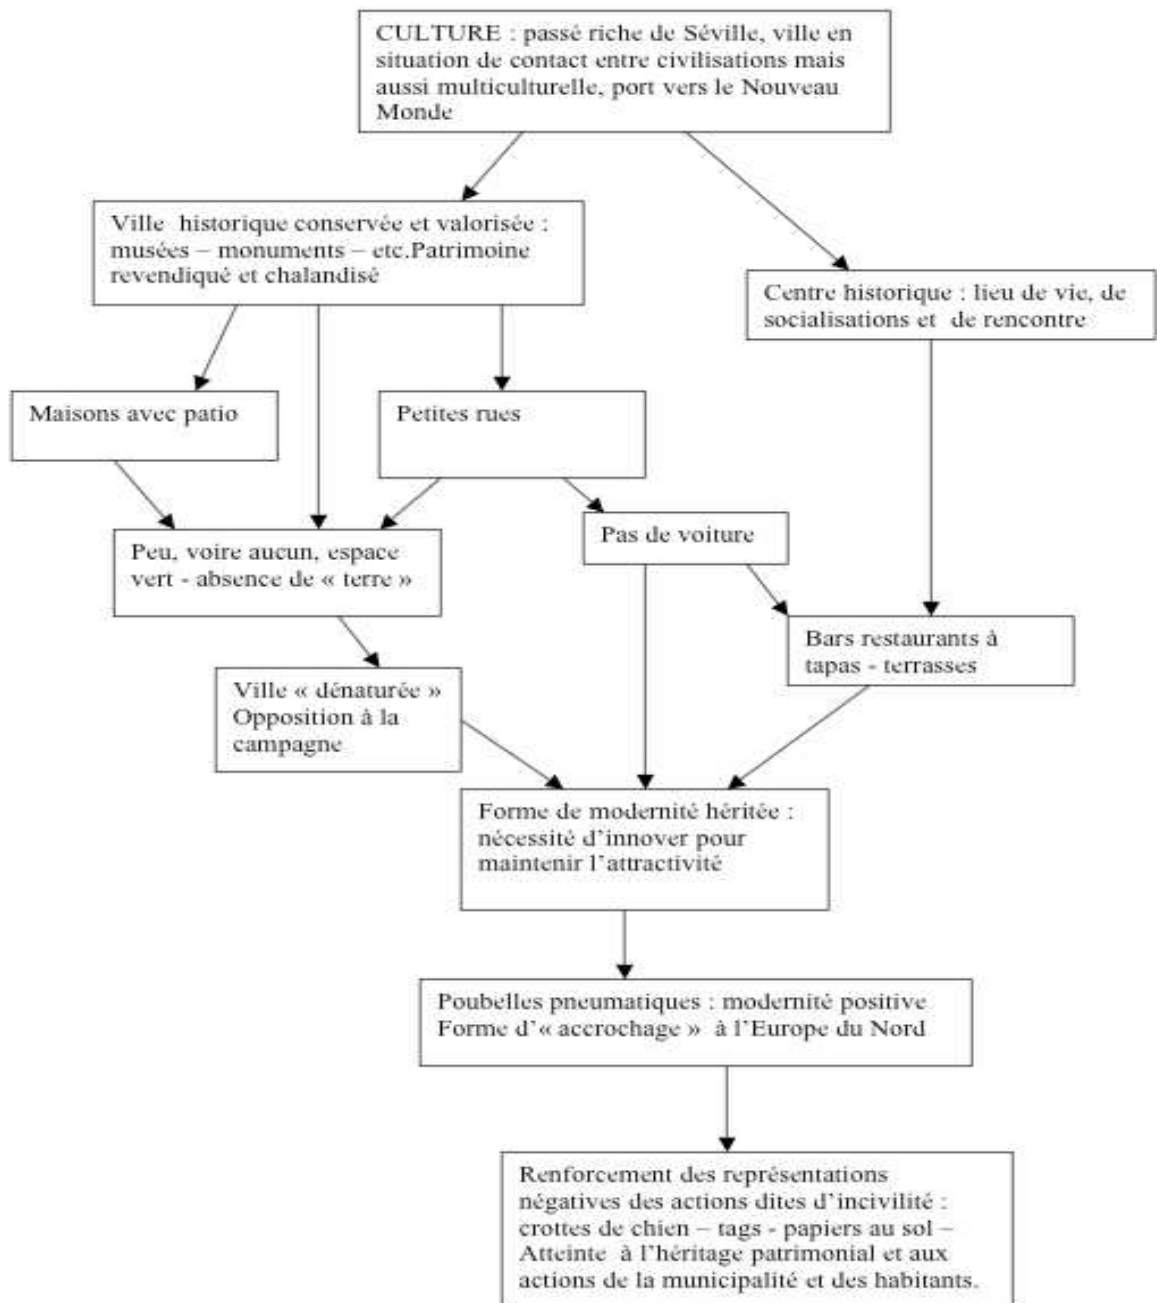 CULTURE : passé riche de Séville, ville en
situation de contact entre civilisations mais
aussi multiculturelle, port vers le Nouveau
Monde
Ville historique conservée et valorisée :
musées – monuments – etc.Patrimoine
revendiqué et chalandisé
Centre historique : lieu de vie, de
socialisations et de rencontre
Maisons avec patio
Petites rues
Pas de voiture
Peu, voire aucun, espace
vert - absence de « terre »
Bars restaurants à
tapas - terrasses
Ville « dénaturée »
Opposition à la
campagne
Forme de modernité héritée :
nécessité d'innover pour
maintenir l'attractivité
Poubelles pneumatiques : modernité positive
Forme d'« accrochage » à l'Europe du Nord
Renforcement des représentations
négatives des actions dites d'incivilité :
crottes de chien – tags - papiers au sol –
Atteinte à l'héritage patrimonial et aux
actions de la municipalité et des habitants.